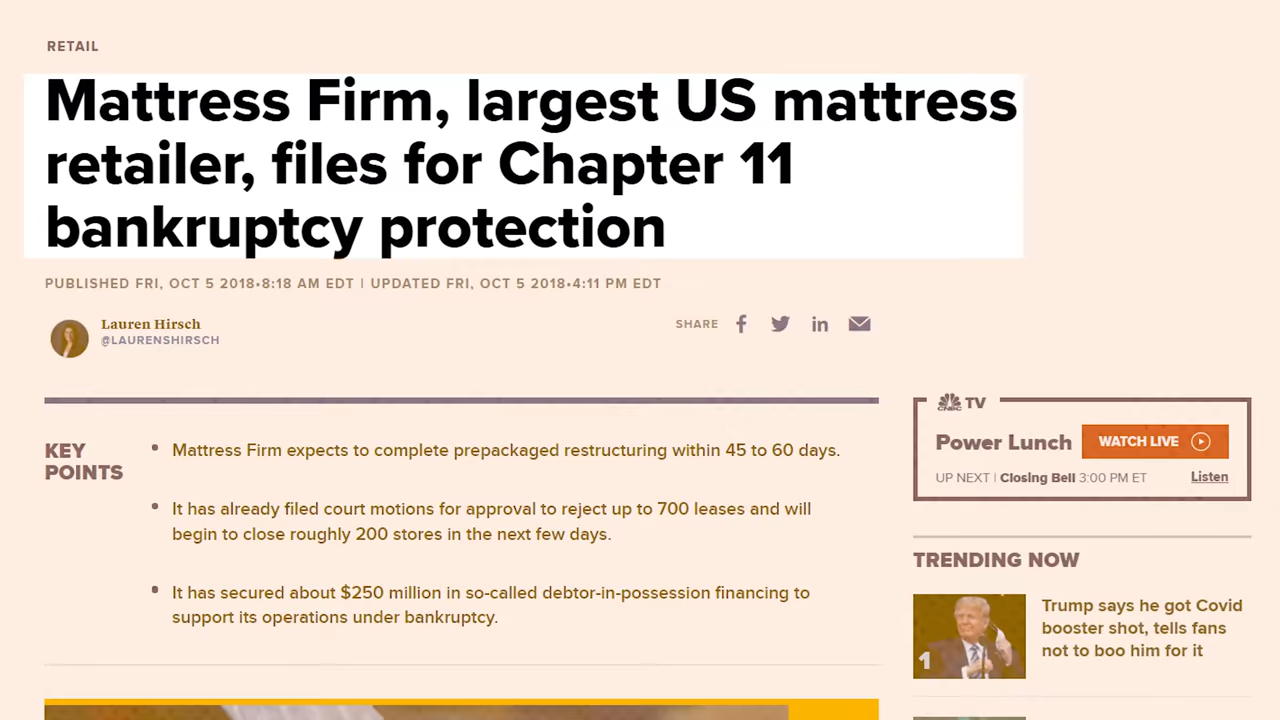 RETAIL
Mattress Firm, largest US mattress
retailer, files for Chapter 11
bankruptcy protection
PUBLISHED FRI, OCT 5 2018•8:18 AM EDT | UPDATED FRI, OCT 5 2018•4:11 PM EDT
Lauren Hirsch
@LAURENSHIRSCH
SHARE
KEY
POINTS
• Mattress Firm expects to complete prepackaged restructuring within 45 to 60 days.
• It has already filed court motions for approval to reject up to 700 leases and will
begin to close roughly 200 stores in the next few days.
• It has secured about $250 million in so-called debtor-in-possession financing to
support its operations under bankruptcy.
CNBC TV
Power Lunch
WATCH LIVE
UP NEXT | Closing Bell 3:00 PM ET
Listen
TRENDING NOW
1
Trump says he got Covid
booster shot, tells fans
not to boo him for it